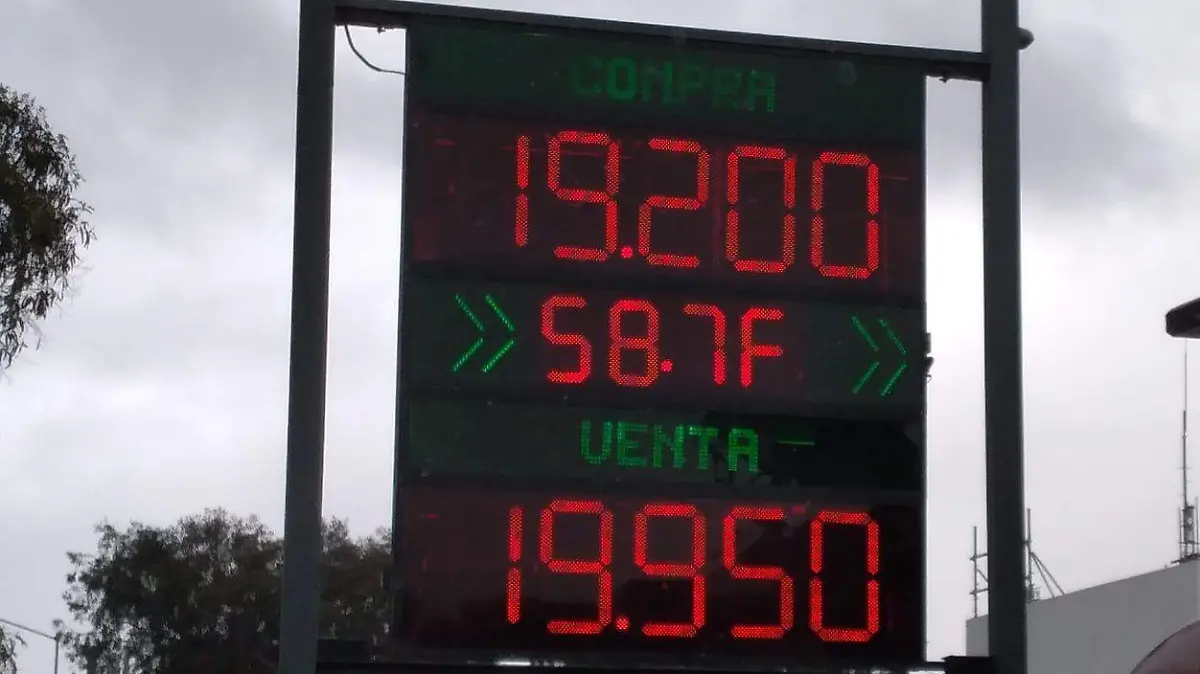 COMPRA
19.200
>> 58.7F >>
VENTA
19.950